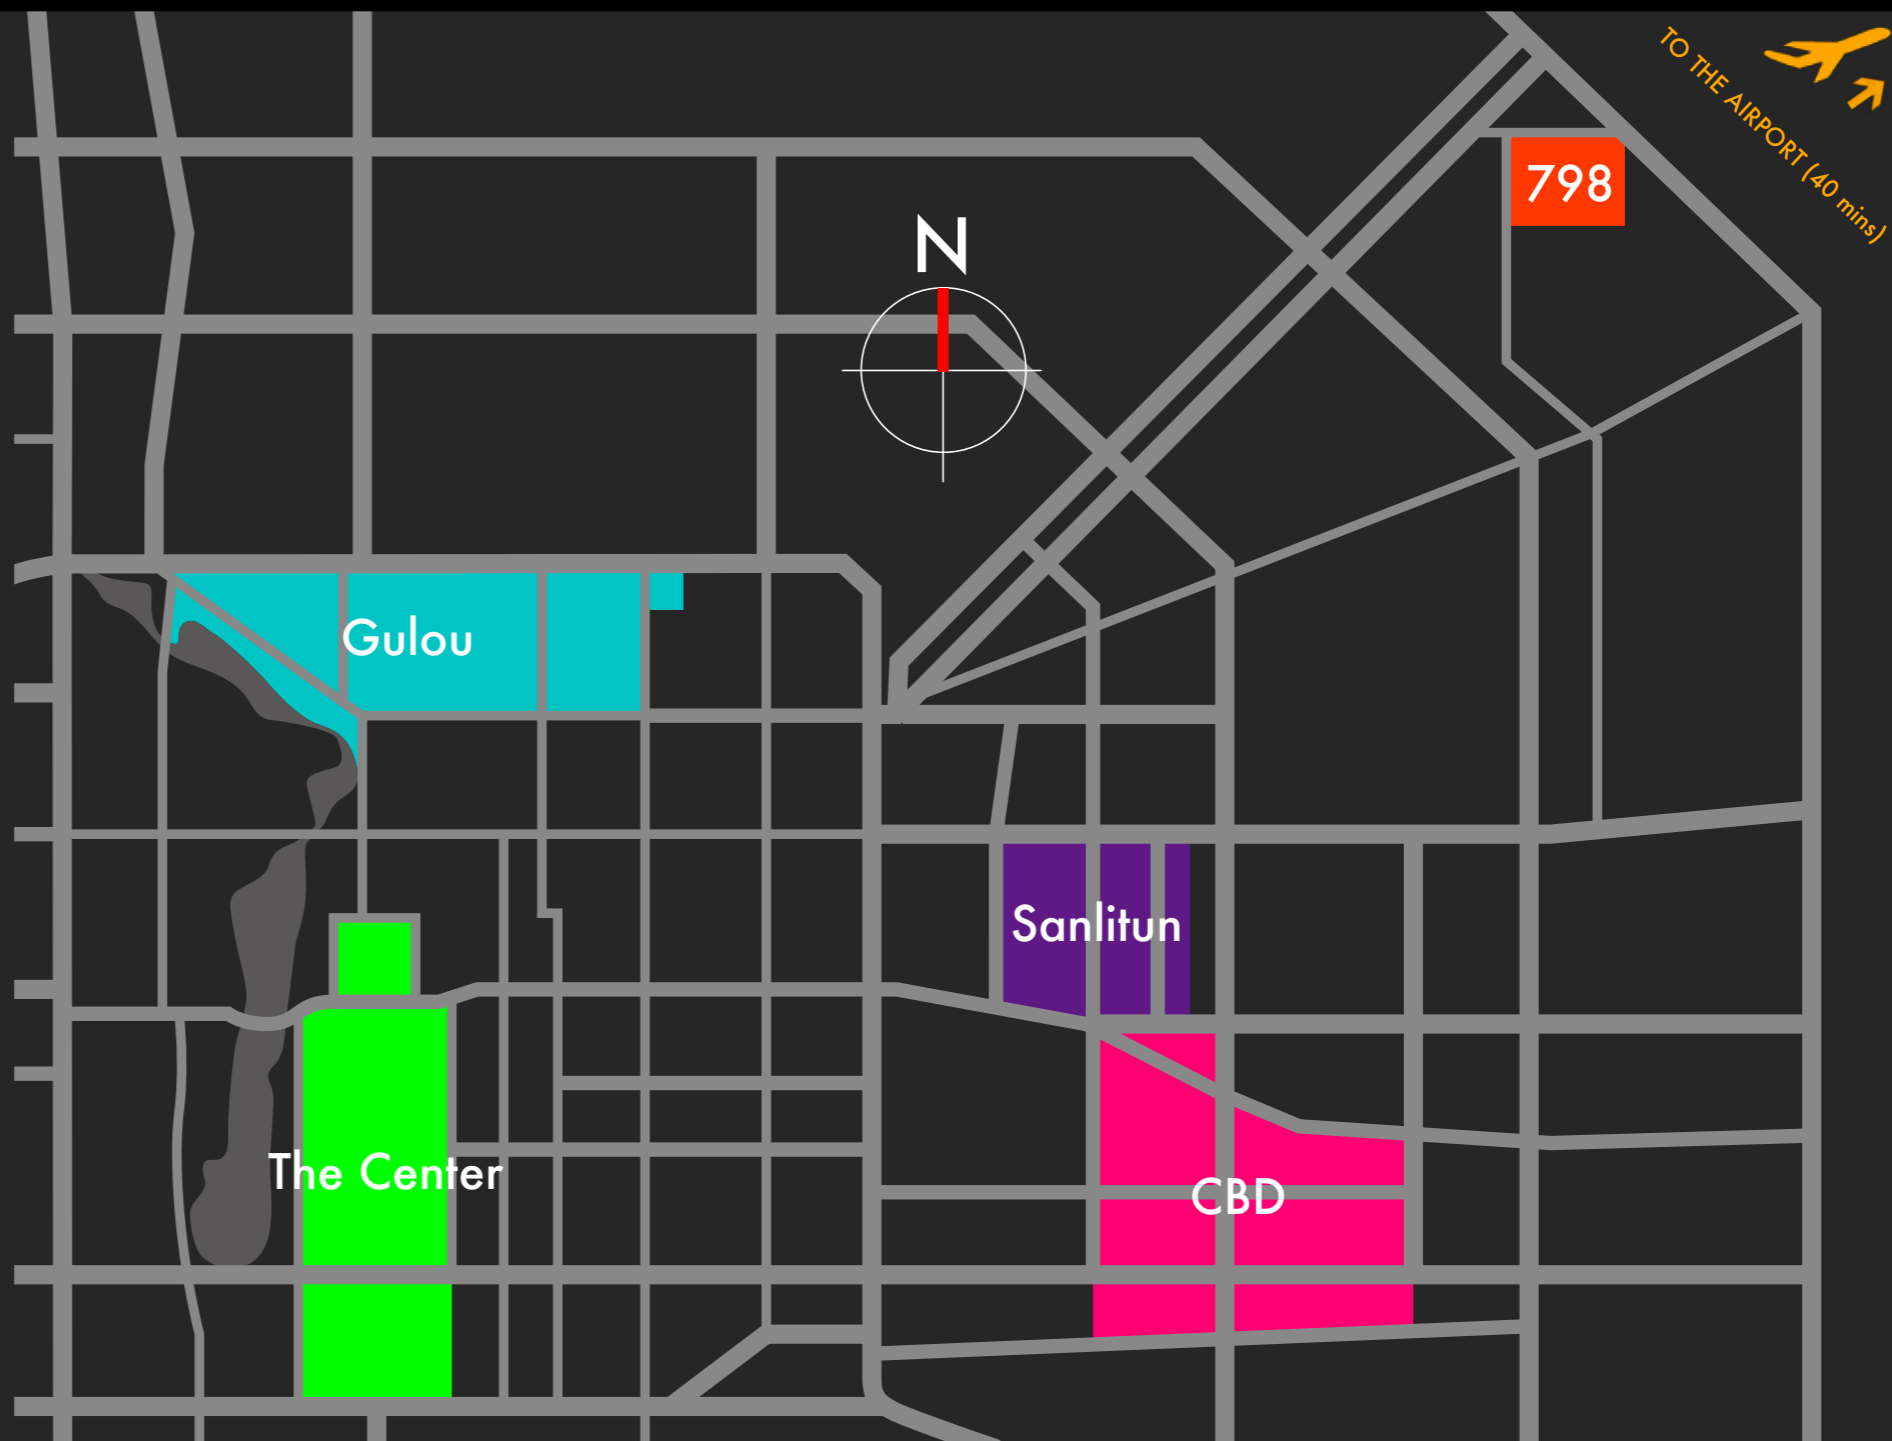 TO THE AIRPORT (40 mins)
798
N
Gulou
Sanlitun
The Center
CBD